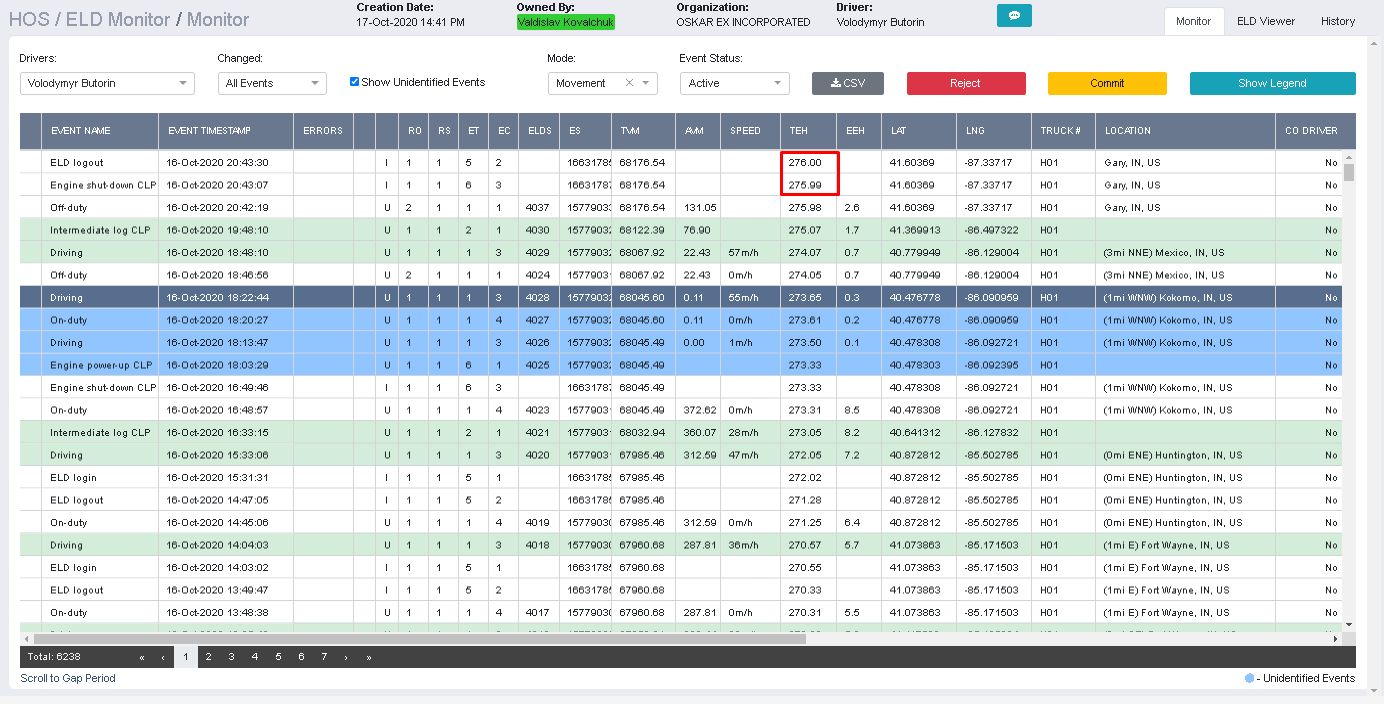 HOS / ELD Monitor / Monitor
Creation Date: Owned By: Organization: Driver:
17-Oct-2020 14:41 PM Valdislav Kovalchuk OSKAR EX INCORPORATED Volodymyr Butorin
Monitor ELD Viewer History
Drivers: Changed: Mode: Event Status:
Volodymyr Butorin All Events Show Unidentified Events Movement Active CSV Reject Commit Show Legend
EVENT NAME EVENT TIMESTAMP ERRORS RO RS ET EC ELDS ES TVM AVM SPEED TEH EEH LAT LNG TRUCK # LOCATION CO DRIVER
ELD logout 16-Oct-2020 20:43:30 I 1 1 5 2 1663178 68176.54 276.00 41.60369 -87.33717 H01 Gary, IN, US No
Engine shut-down CLP 16-Oct-2020 20:43:07 I 1 1 6 3 1663178 68176.54 275.99 41.60369 -87.33717 H01 Gary, IN, US No
Off-duty 16-Oct-2020 20:42:19 U 2 1 1 1 4037 1577903 68176.54 131.05 275.98 2.6 41.60369 -87.33717 H01 Gary, IN, US No
Intermediate log CLP 16-Oct-2020 19:48:10 U 1 1 2 1 4030 1577903 68122.39 76.90 275.07 1.7 41.369913 -86.497322 H01 No
Driving 16-Oct-2020 18:48:10 U 1 1 1 3 4029 1577903 68067.92 22.43 57m/h 274.07 0.7 40.779949 -86.129004 H01 (3mi NNE) Mexico, IN, US No
Off-duty 16-Oct-2020 18:46:56 U 2 1 1 1 4024 1577903 68067.92 22.43 0m/h 274.05 0.7 40.779949 -86.129004 H01 (3mi NNE) Mexico, IN, US No
Driving 16-Oct-2020 18:22:44 U 1 1 1 3 4028 1577903 68045.60 0.11 55m/h 273.65 0.3 40.476778 -86.090959 H01 (1mi WNW) Kokomo, IN, US No
On-duty 16-Oct-2020 18:20:27 U 1 1 1 4 4027 1577903 68045.60 0.11 0m/h 273.61 0.2 40.476778 -86.090959 H01 (1mi WNW) Kokomo, IN, US No
Driving 16-Oct-2020 18:13:47 U 1 1 1 3 4026 1577903 68045.49 0.00 1m/h 273.50 0.1 40.478308 -86.092721 H01 (1mi WNW) Kokomo, IN, US No
Engine power-up CLP 16-Oct-2020 18:03:29 U 1 1 6 1 4025 1577903 68045.49 273.33 40.478303 -86.092395 H01 No
Engine shut-down CLP 16-Oct-2020 16:49:46 I 1 1 6 3 1663178 68045.49 273.33 40.478308 -86.092721 H01 (1mi WNW) Kokomo, IN, US No
On-duty 16-Oct-2020 16:48:57 U 1 1 1 4 4023 1577903 68045.49 372.62 0m/h 273.31 8.5 40.478308 -86.092721 H01 (1mi WNW) Kokomo, IN, US No
Intermediate log CLP 16-Oct-2020 16:33:15 U 1 1 2 1 4021 1577903 68032.94 360.07 28m/h 273.05 8.2 40.641312 -86.127832 H01 No
Driving 16-Oct-2020 15:33:06 U 1 1 1 3 4020 1577903 67985.46 312.59 47m/h 272.05 7.2 40.872812 -85.502785 H01 (0mi ENE) Huntington, IN, US No
ELD login 16-Oct-2020 15:31:31 I 1 1 5 1 1663178 67985.46 272.02 40.872812 -85.502785 H01 (0mi ENE) Huntington, IN, US No
ELD logout 16-Oct-2020 14:47:05 I 1 1 5 2 1663178 67985.46 271.28 40.872812 -85.502785 H01 (0mi ENE) Huntington, IN, US No
On-duty 16-Oct-2020 14:45:06 U 1 1 1 4 4019 1577903 67985.46 312.59 0m/h 271.25 6.4 40.872812 -85.502785 H01 (0mi ENE) Huntington, IN, US No
Driving 16-Oct-2020 14:04:03 U 1 1 1 3 4018 1577903 67960.68 287.81 36m/h 270.57 5.7 41.073863 -85.171503 H01 (1mi E) Fort Wayne, IN, US No
ELD login 16-Oct-2020 14:03:02 I 1 1 5 1 1663178 67960.68 270.55 41.073863 -85.171503 H01 (1mi E) Fort Wayne, IN, US No
ELD logout 16-Oct-2020 13:49:47 I 1 1 5 2 1663178 67960.68 270.33 41.073863 -85.171503 H01 (1mi E) Fort Wayne, IN, US No
On-duty 16-Oct-2020 13:48:38 U 1 1 1 4 4017 1577903 67960.68 287.81 0m/h 270.31 5.5 41.073863 -85.171503 H01 (1mi E) Fort Wayne, IN, US No
Total: 6238 « ‹ 1 2 3 4 5 6 7 › »
Scroll to Gap Period - Unidentified Events